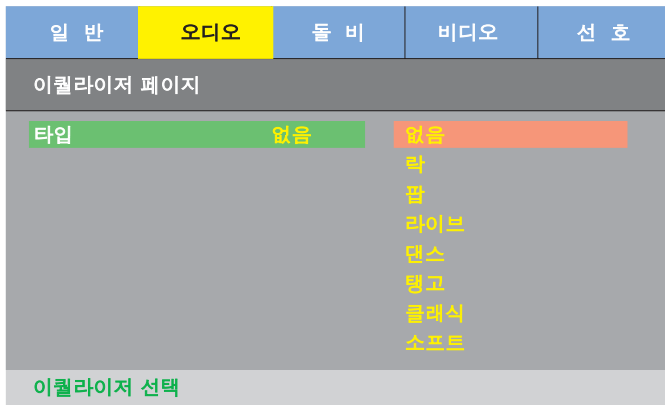 일 반 오디오 돌 비 비디오 선 호
이퀄라이저 페이지
타입 없음 없음
락
팝
라이브
댄스
탱고
클래식
소프트
이퀄라이저 선택